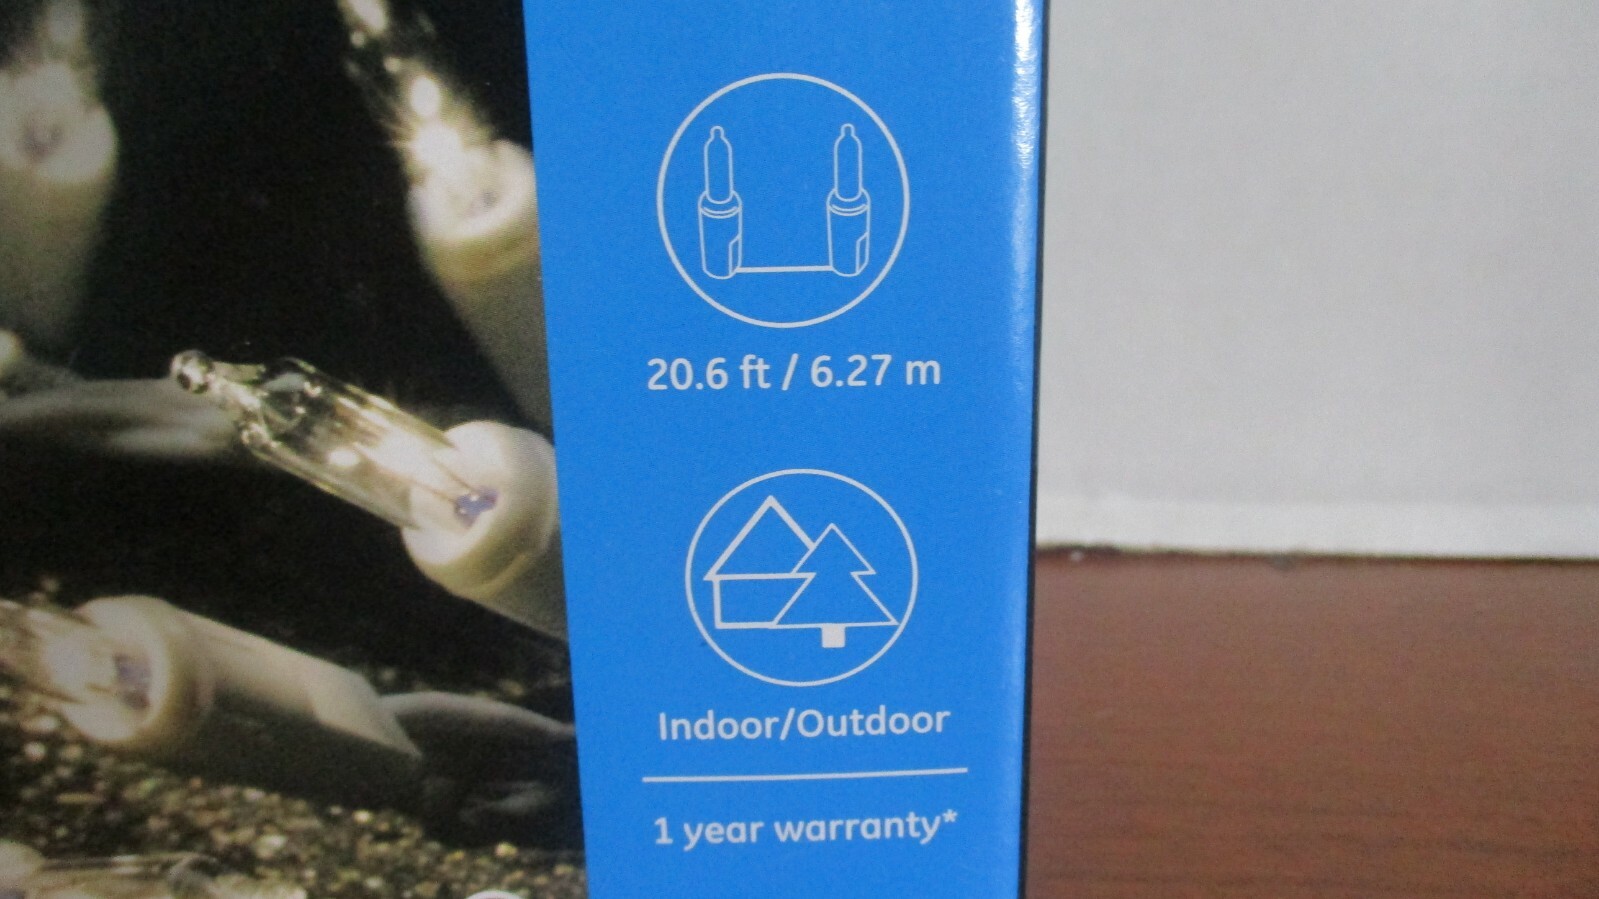 20.6 ft / 6.27 m
Indoor/Outdoor
1 year warranty*